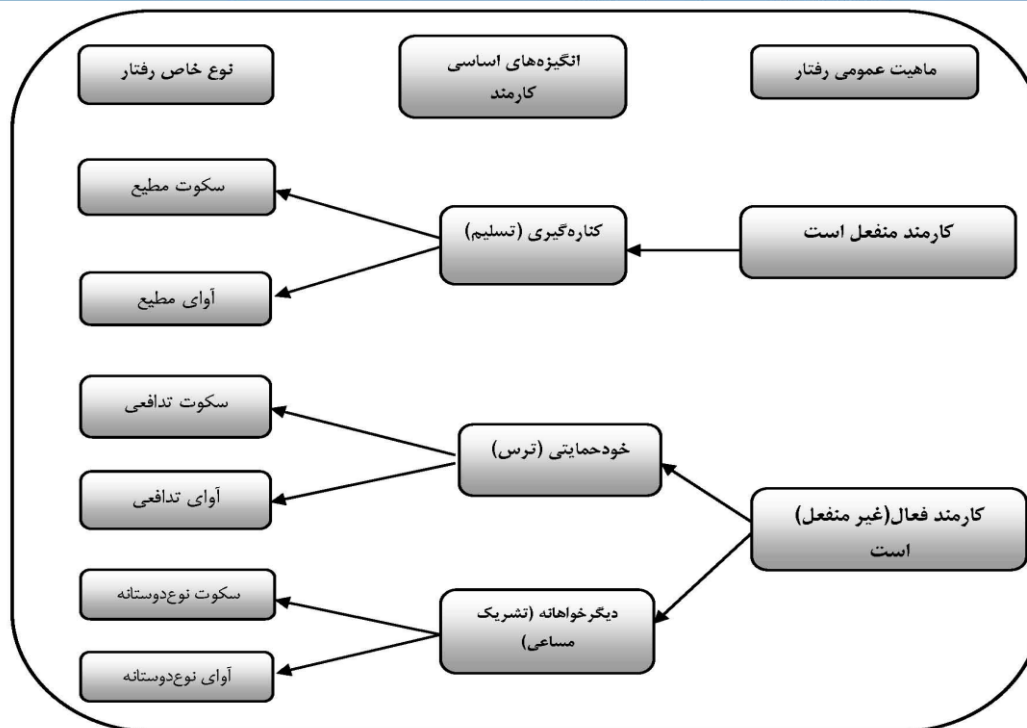 ماهیت عمومی رفتار
انگیزه‌های اساسی
کارمند
نوع خاص رفتار
کارمند منفعل است
کناره‌گیری (تسلیم)
سکوت مطیع
آوای مطیع
کارمند فعال(غیر منفعل)
است
خودحمایتی (ترس)
سکوت تدافعی
آوای تدافعی
دیگرخواهانه (تشریک
مساعی)
سکوت نوع‌دوستانه
آوای نوع‌دوستانه